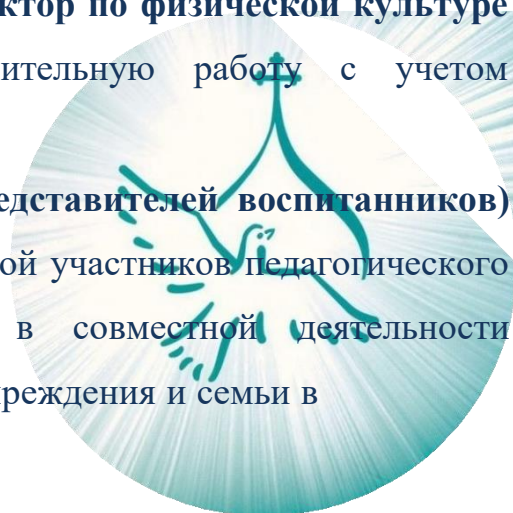 ктор по физической культуре
ительную работу с учетом
едставителей воспитанников)
ой участников педагогического
в совместной деятельности
реждения и семьи в